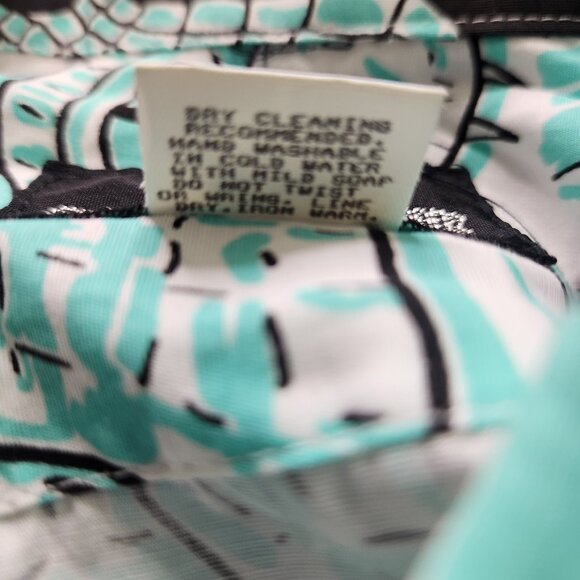 DRY CLEANING
RECOMMENDED.
HAND WASHABLE
IN COLD WATER
WITH MILD SOAP
DO NOT TWIST
OR WRING. LINE
DRY.IRON WARM.